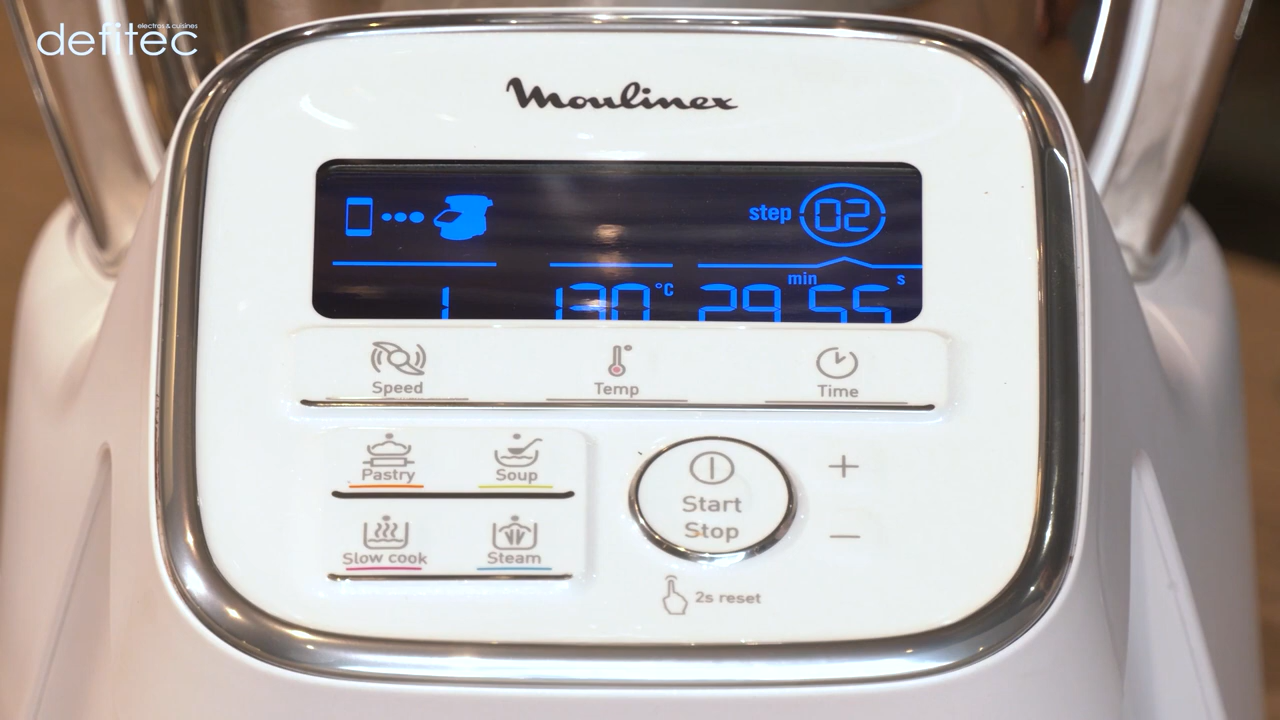 electros & cuisines
defitec
Moulinex
step 02
min s
1 130 °C 29 55
Speed Temp Time
Pastry Soup
Start
Stop
Slow cook Steam
2s reset